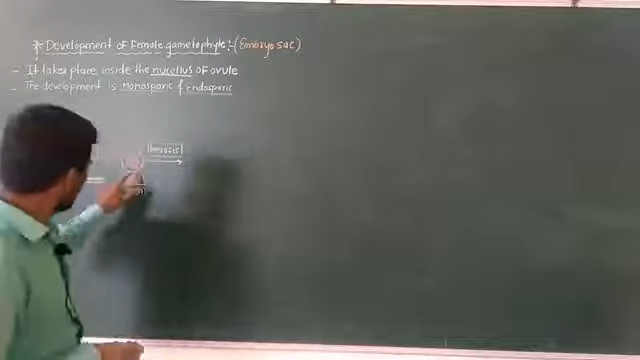 * Development of Female gametophyte :- (Embryo sac)
- It takes place inside the nucellus of ovule
- The development is Monosporic & Endosporic